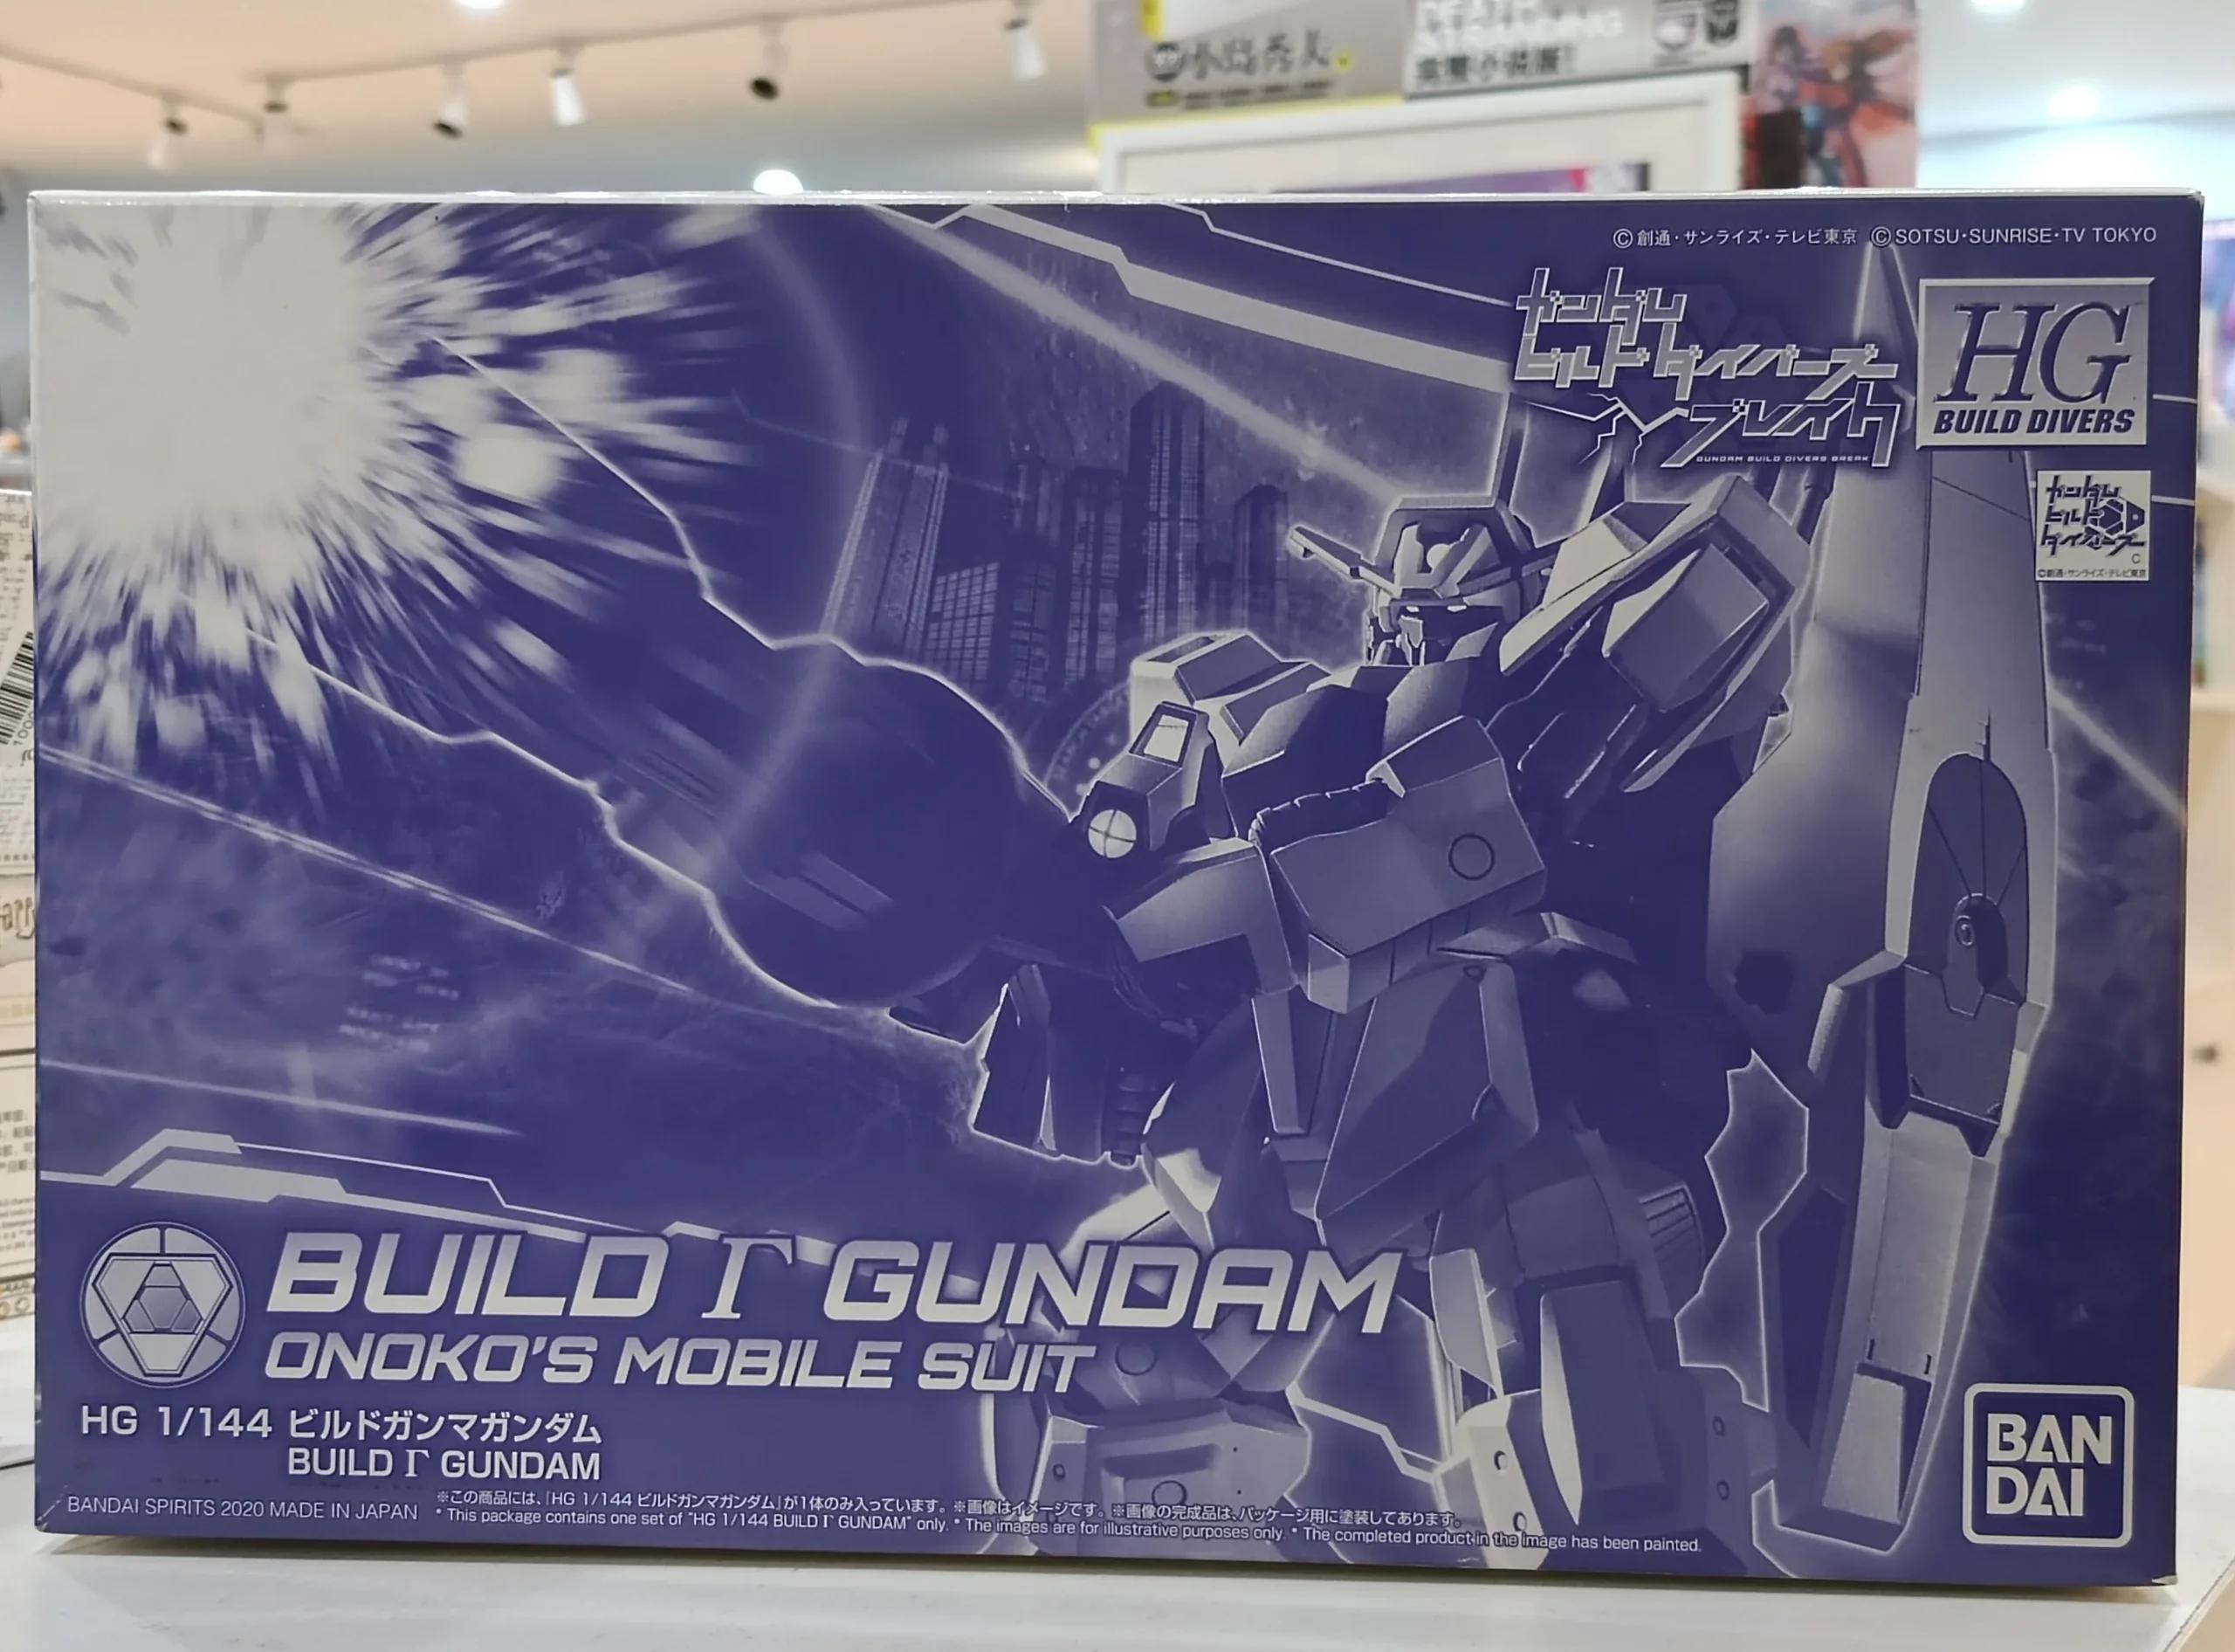 DEATH
STRANDING
©創通・サンライズ・テレビ東京 ©SOTSU・SUNRISE・TV TOKYO
ガンダム
ビルドダイバーズ
ブレイク
GUNDAM BUILD DIVERS BREAK
HG
BUILD DIVERS
ガンダム
ビルド
ダイバーズ
C
©創通・サンライズ・テレビ東京
BUILD Γ GUNDAM
ONOKO'S MOBILE SUIT
HG 1/144 ビルドガンマガンダム
BUILD Γ GUNDAM
BANDAI SPIRITS 2020 MADE IN JAPAN
※この商品には、「HG 1/144 ビルドガンマガンダム」が1体のみ入っています。※画像はイメージです。※画像の完成品は、パッケージ用に塗装してあります。
* This package contains one set of "HG 1/144 BUILD Γ GUNDAM" only. * The images are for illustrative purposes only. * The completed product in the image has been painted.
BAN
DAI